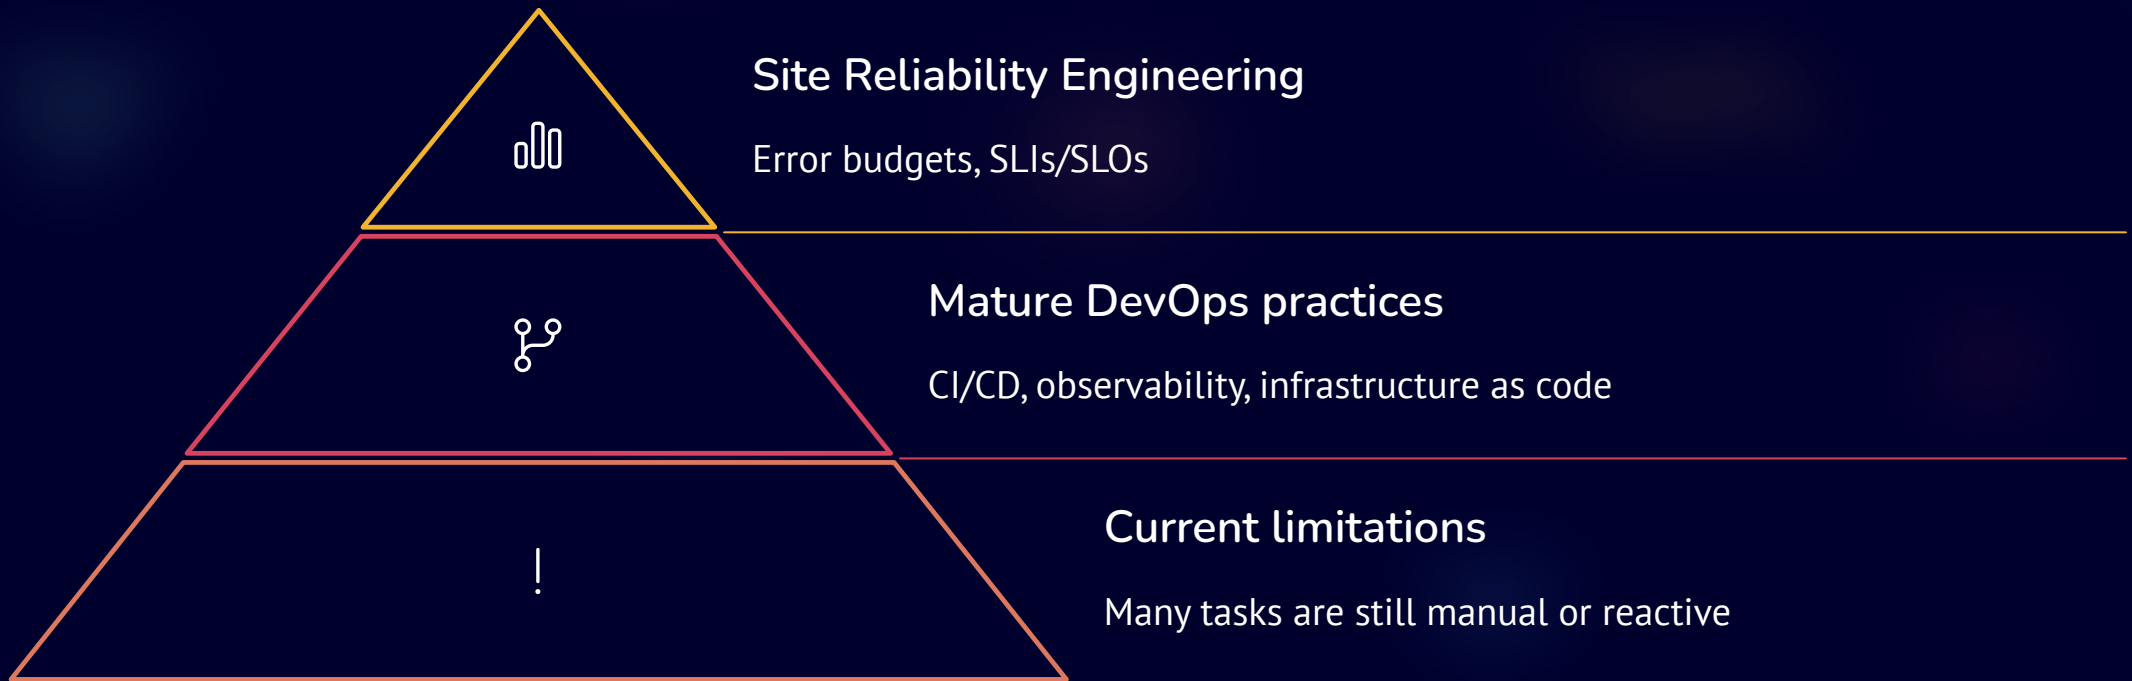 Site Reliability Engineering
Error budgets, SLIs/SLOs
Mature DevOps practices
CI/CD, observability, infrastructure as code
Current limitations
Many tasks are still manual or reactive